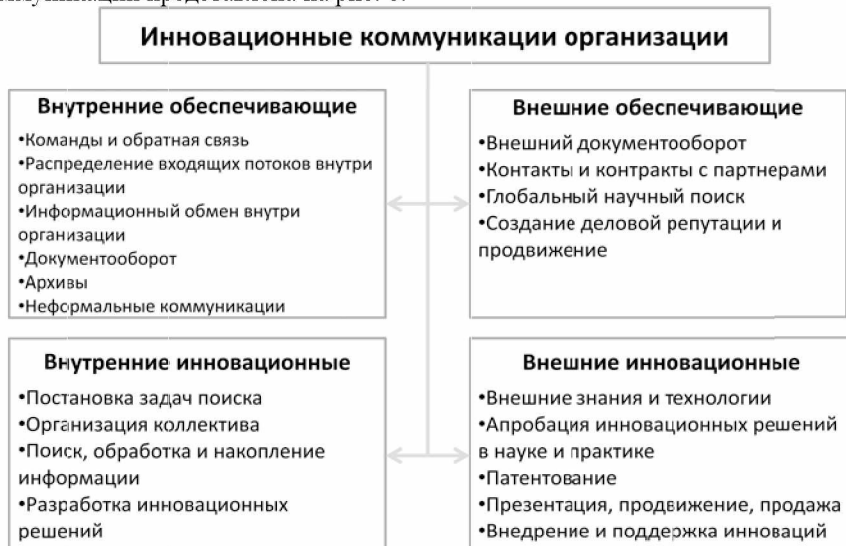 Инновационные коммуникации организации
Внутренние обеспечивающие
•Команды и обратная связь
•Распределение входящих потоков внутри
организации
•Информационный обмен внутри
организации
•Документооборот
•Архивы
•Неформальные коммуникации
Внешние обеспечивающие
•Внешний документооборот
•Контакты и контракты с партнерами
•Глобальный научный поиск
•Создание деловой репутации и
продвижение
Внутренние инновационные
•Постановка задач поиска
•Организация коллектива
•Поиск, обработка и накопление
информации
•Разработка инновационных
решений
Внешние инновационные
•Внешние знания и технологии
•Апробация инновационных решений
в науке и практике
•Патентование
•Презентация, продвижение, продажа
•Внедрение и поддержка инноваций